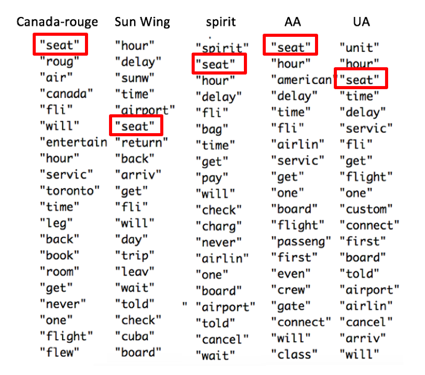 Canada-rouge Sun Wing spirit AA UA
"seat" "hour" "spirit" "seat" "unit"
"roug" "delay" "seat" "hour" "hour"
"air" "sunw" "hour" "american" "seat"
"canada" "time" "delay" "delay" "time"
"fli" "airport" "fli" "time" "delay"
"will" "seat" "bag" "fli" "servic"
"entertain "return" "time" "airlin" "fli"
"hour" "back" "get" "servic" "get"
"servic" "arriv" "pay" "get" "flight"
"toronto" "get" "will" "one" "one"
"time" "fli" "check" "board" "custom"
"leg" "will" "charg" "flight" "connect"
"back" "day" "never" "passeng" "first"
"book" "trip" "airlin" "first" "board"
"room" "leav" "one" "even" "told"
"get" "wait" "board" "crew" "airport"
"never" "told" " "airport" "gate" "airlin"
"one" "check" "told" "connect" "cancel"
"flight" "cuba" "cancel" "will" "arriv"
"flew" "board" "wait" "class" "will"